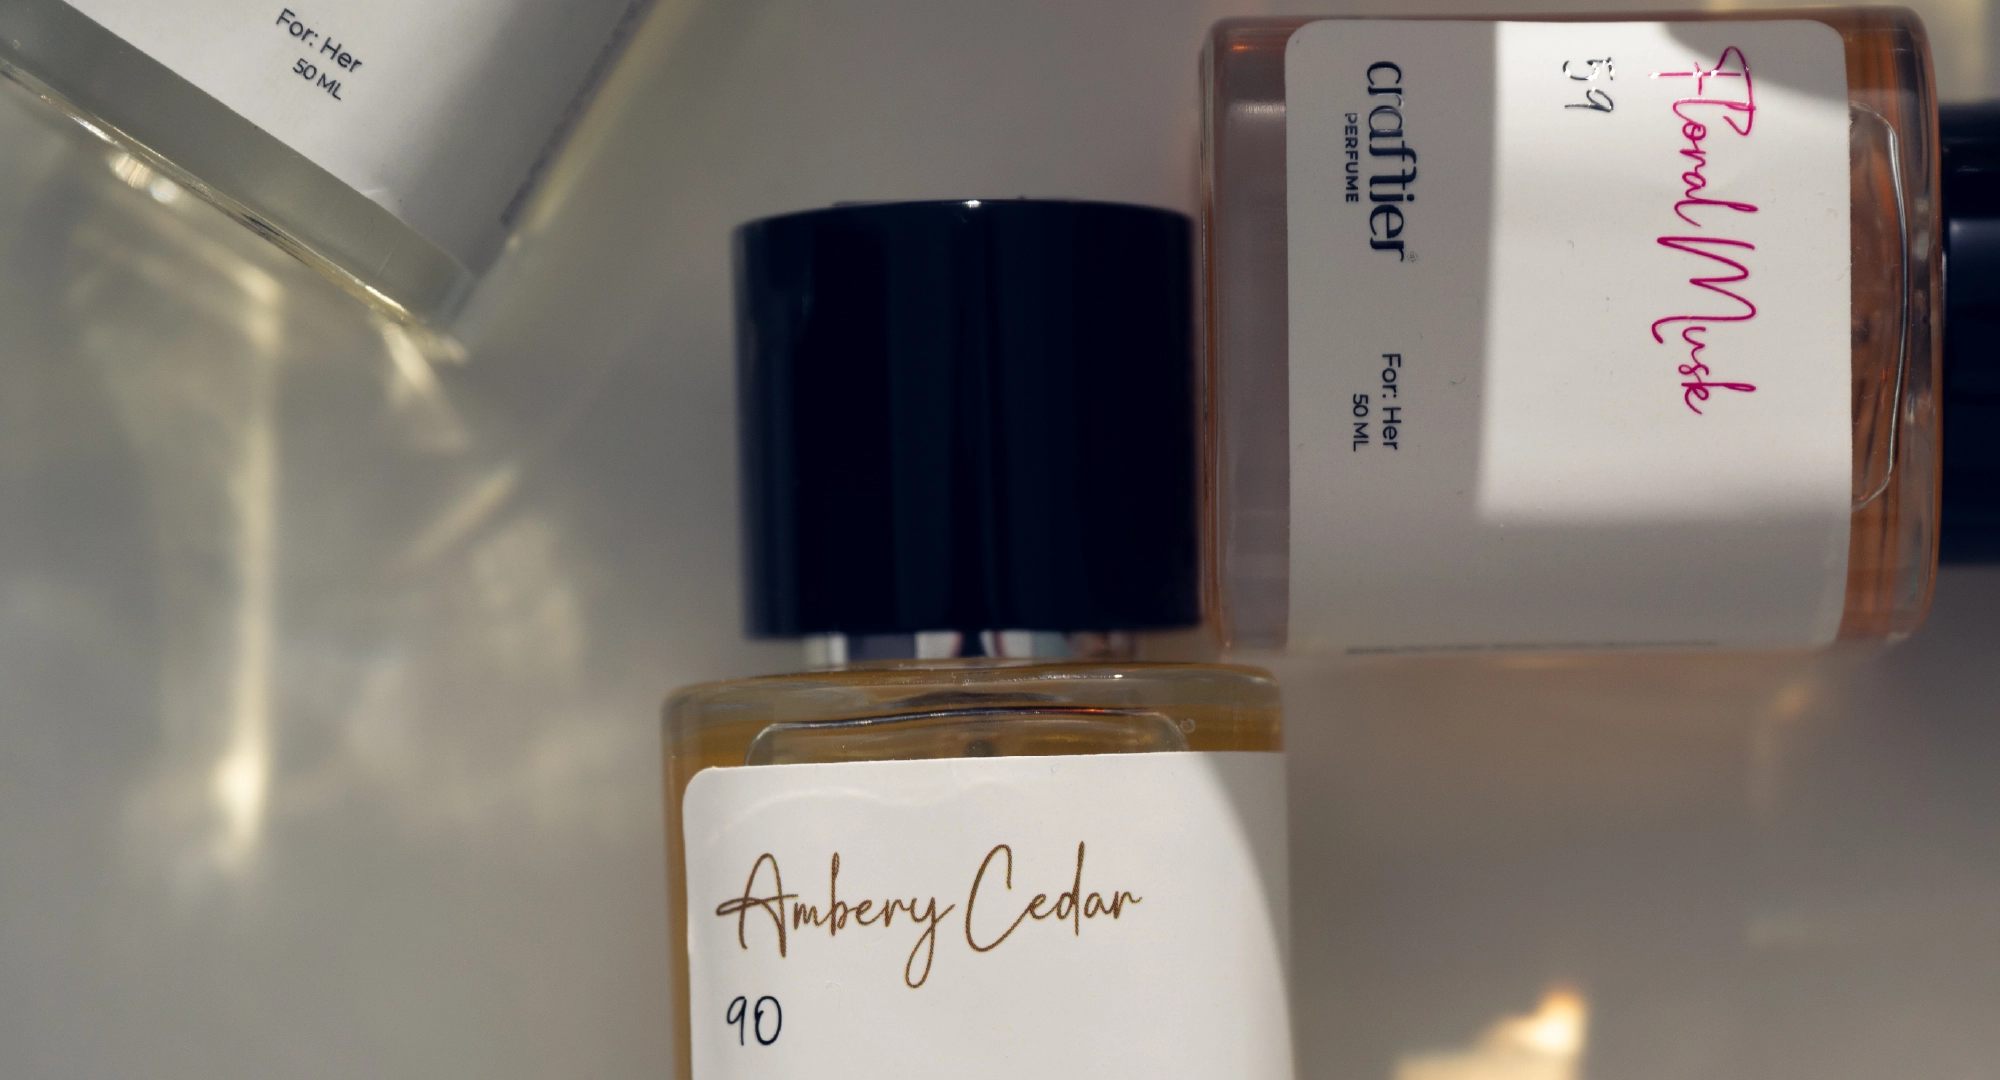 For: Her
50 ML
Floral Musk
59
craftier®
PERFUME
For: Her
50 ML
Ambery Cedar
90